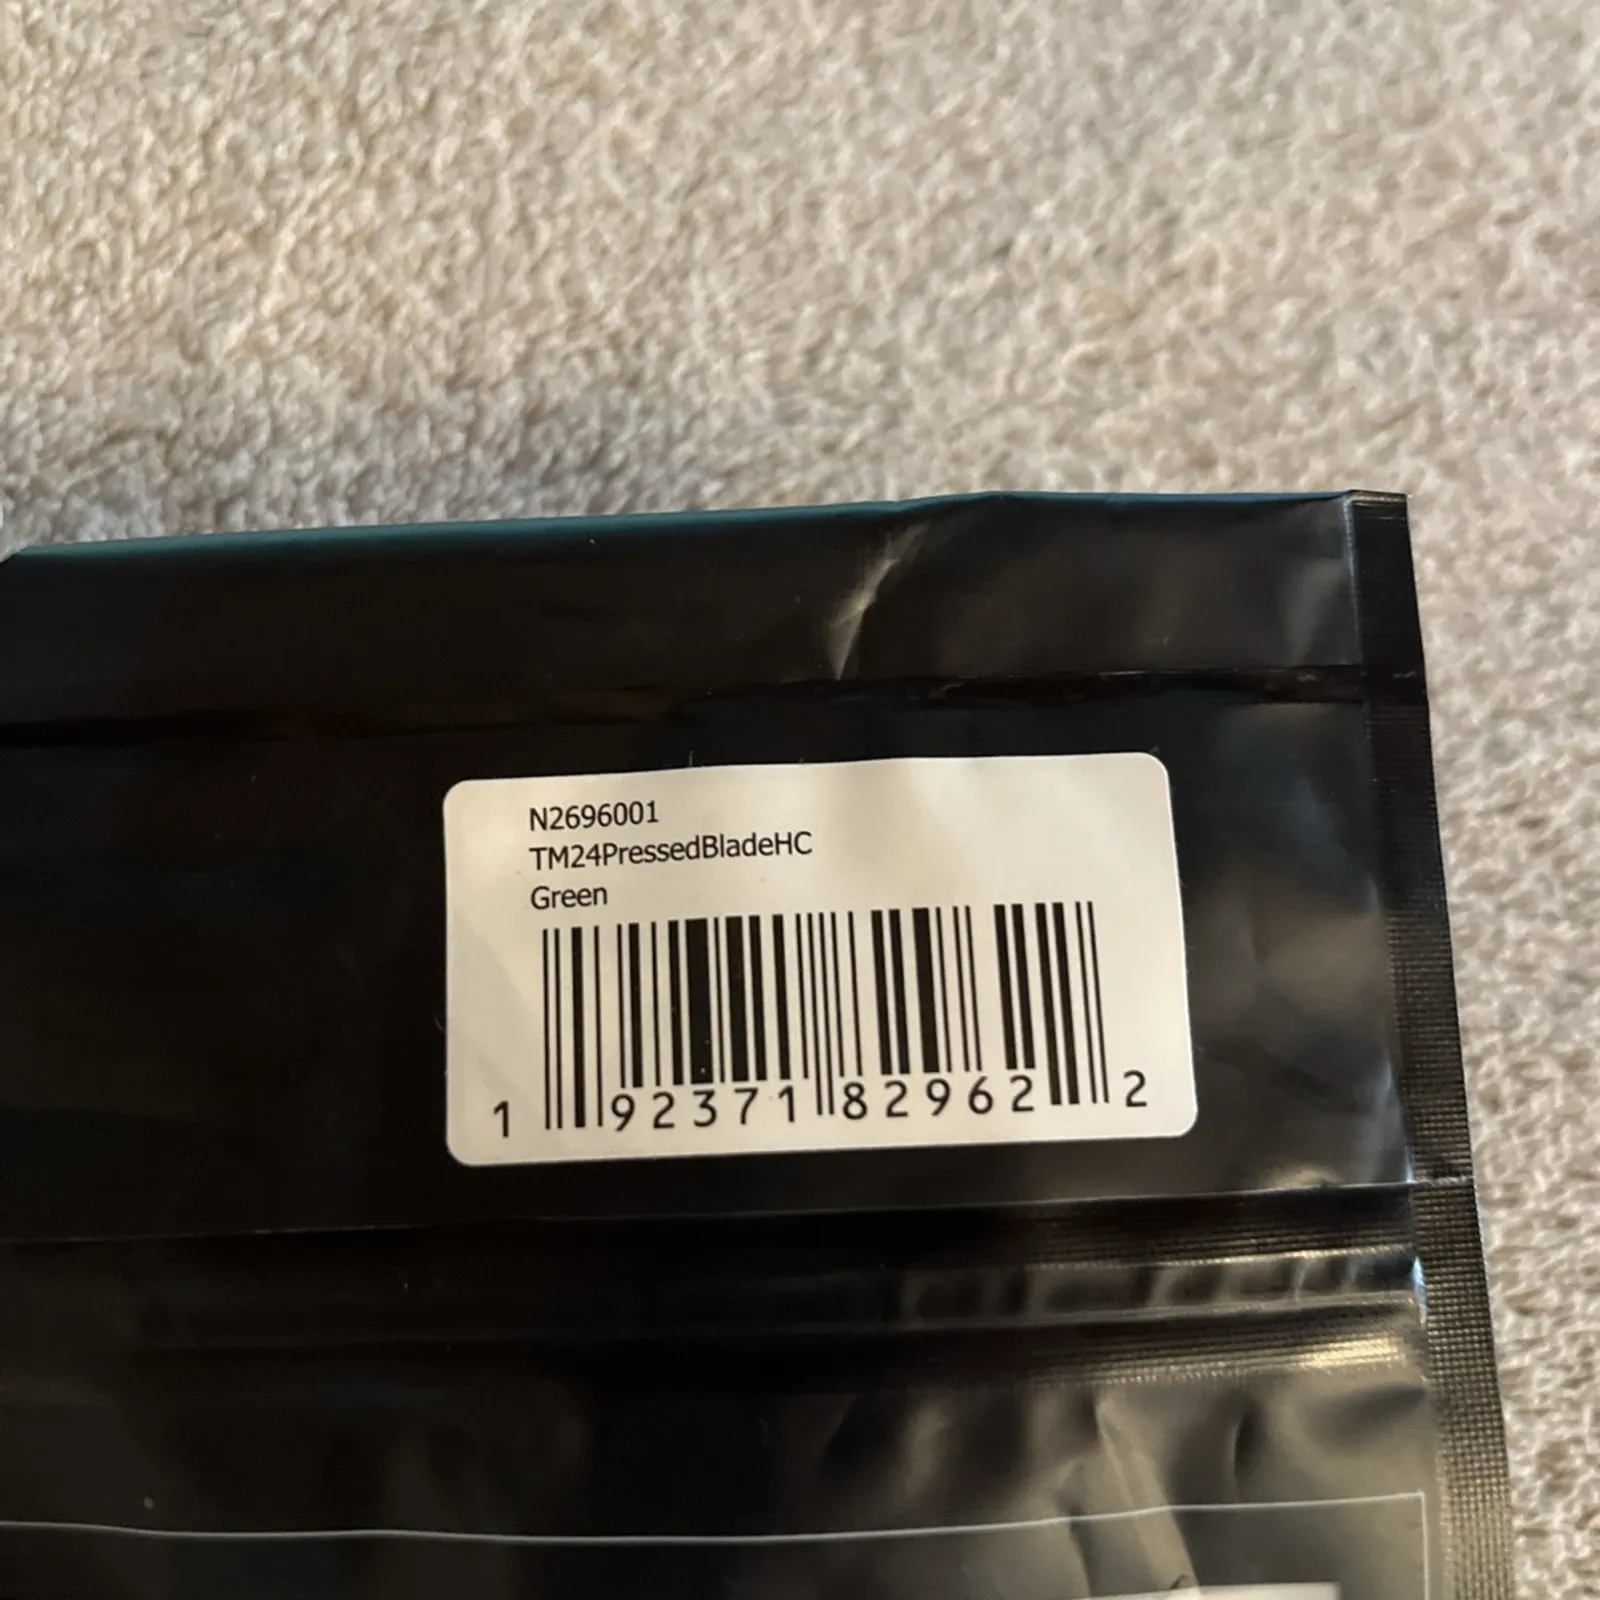 N2696001
TM24PressedBladeHC
Green
1 92371 82962 2